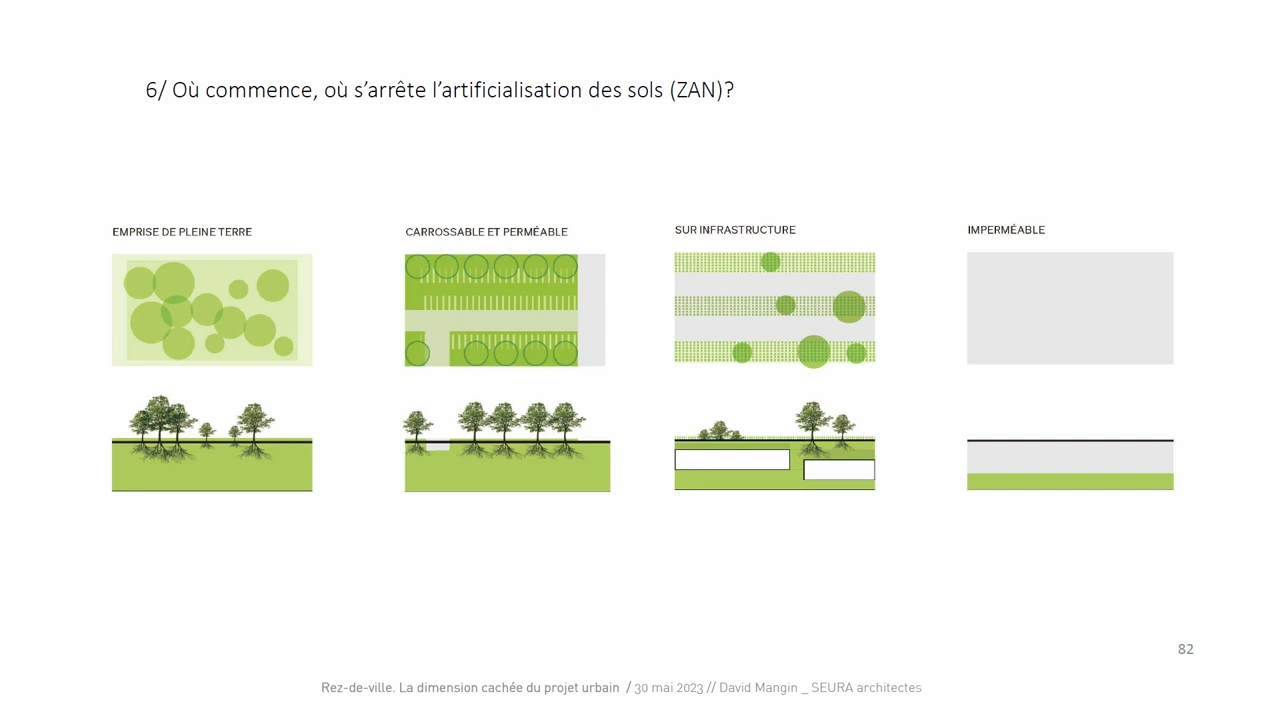 6/ Où commence, où s’arrête l’artificialisation des sols (ZAN)?
EMPRISE DE PLEINE TERRE
CARROSSABLE ET PERMÉABLE
SUR INFRASTRUCTURE
IMPERMÉABLE
82
Rez-de-ville. La dimension cachée du projet urbain / 30 mai 2023 // David Mangin _ SEURA architectes